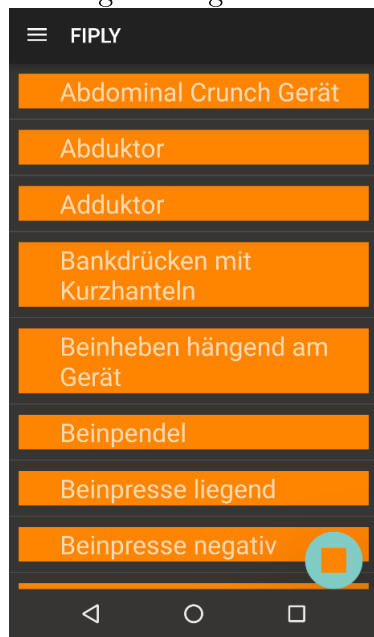 FIPLY
Abdominal Crunch Gerät
Abduktor
Adduktor
Bankdrücken mit
Kurzhanteln
Beinheben hängend am
Gerät
Beinpendel
Beinpresse liegend
Beinpresse negativ